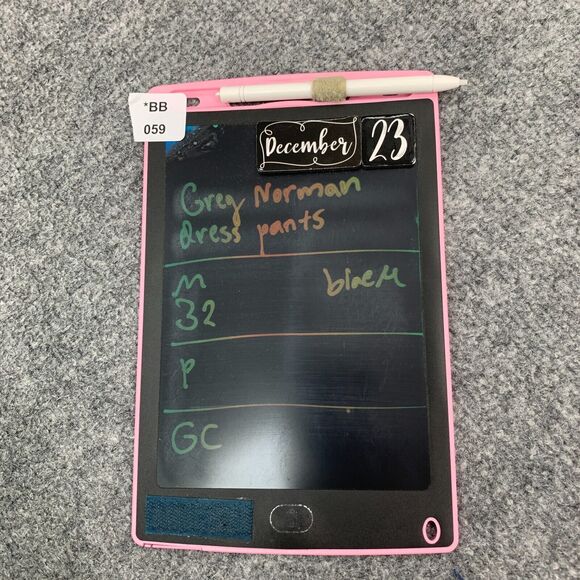 *BB
059
December 23
Greg Norman
dress pants
M black
32
P
GC